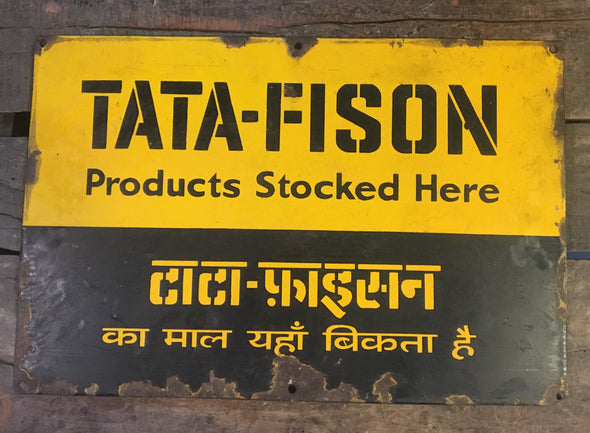 TATA-FISON
Products Stocked Here
टाटा-फ़ाइसन
का माल यहाँ बिकता है